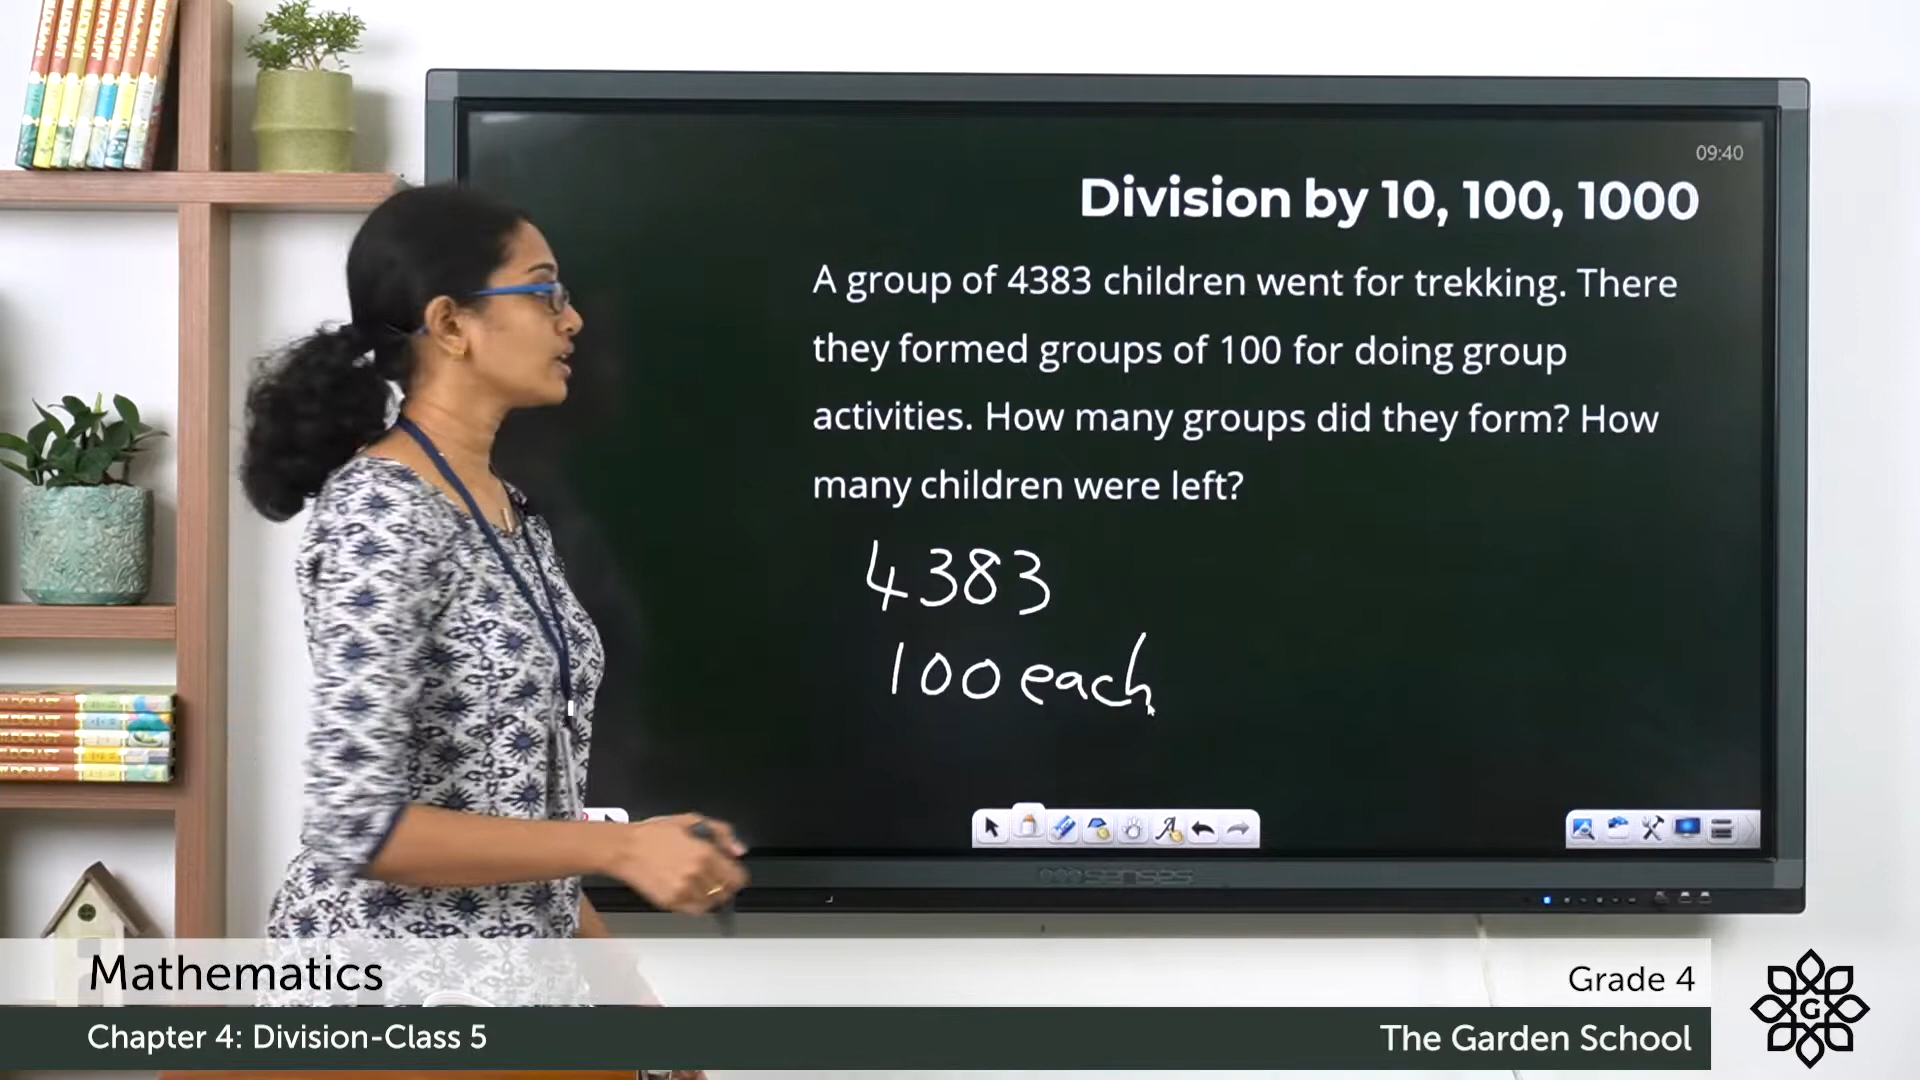 09:40
Division by 10, 100, 1000
A group of 4383 children went for trekking. There
they formed groups of 100 for doing group
activities. How many groups did they form? How
many children were left?
4383
100 each
senses
Mathematics
Grade 4
Chapter 4: Division-Class 5
The Garden School
G